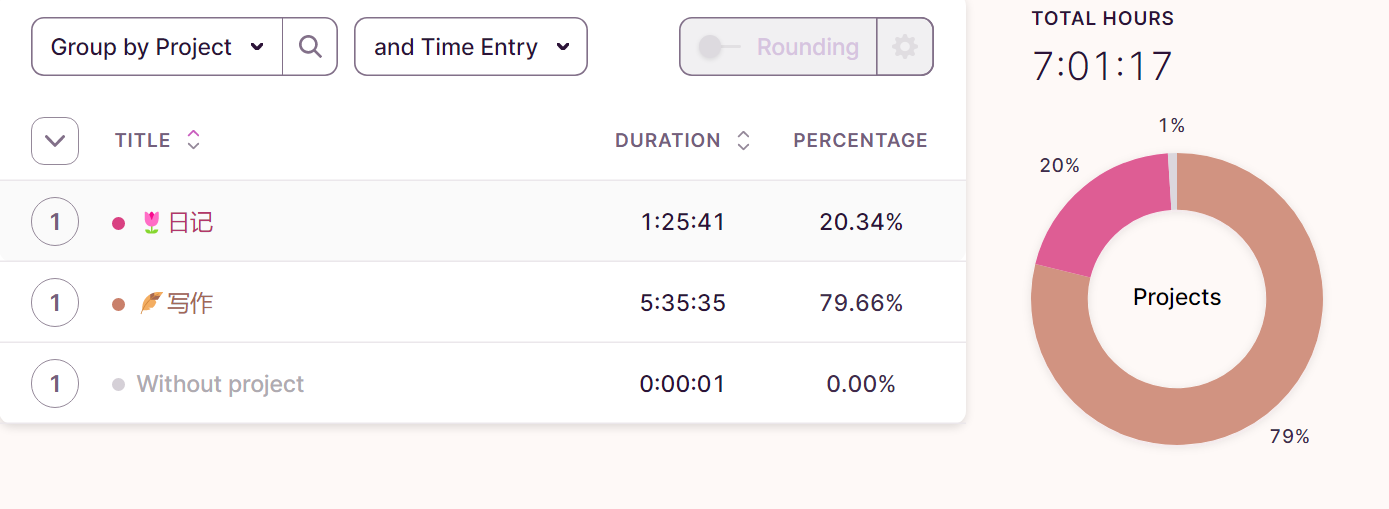 Group by Project
and Time Entry
Rounding
TITLE DURATION PERCENTAGE
1 🌷日记 1:25:41 20.34%
1 🪶写作 5:35:35 79.66%
1 Without project 0:00:01 0.00%
TOTAL HOURS
7:01:17
1%
20%
Projects
79%